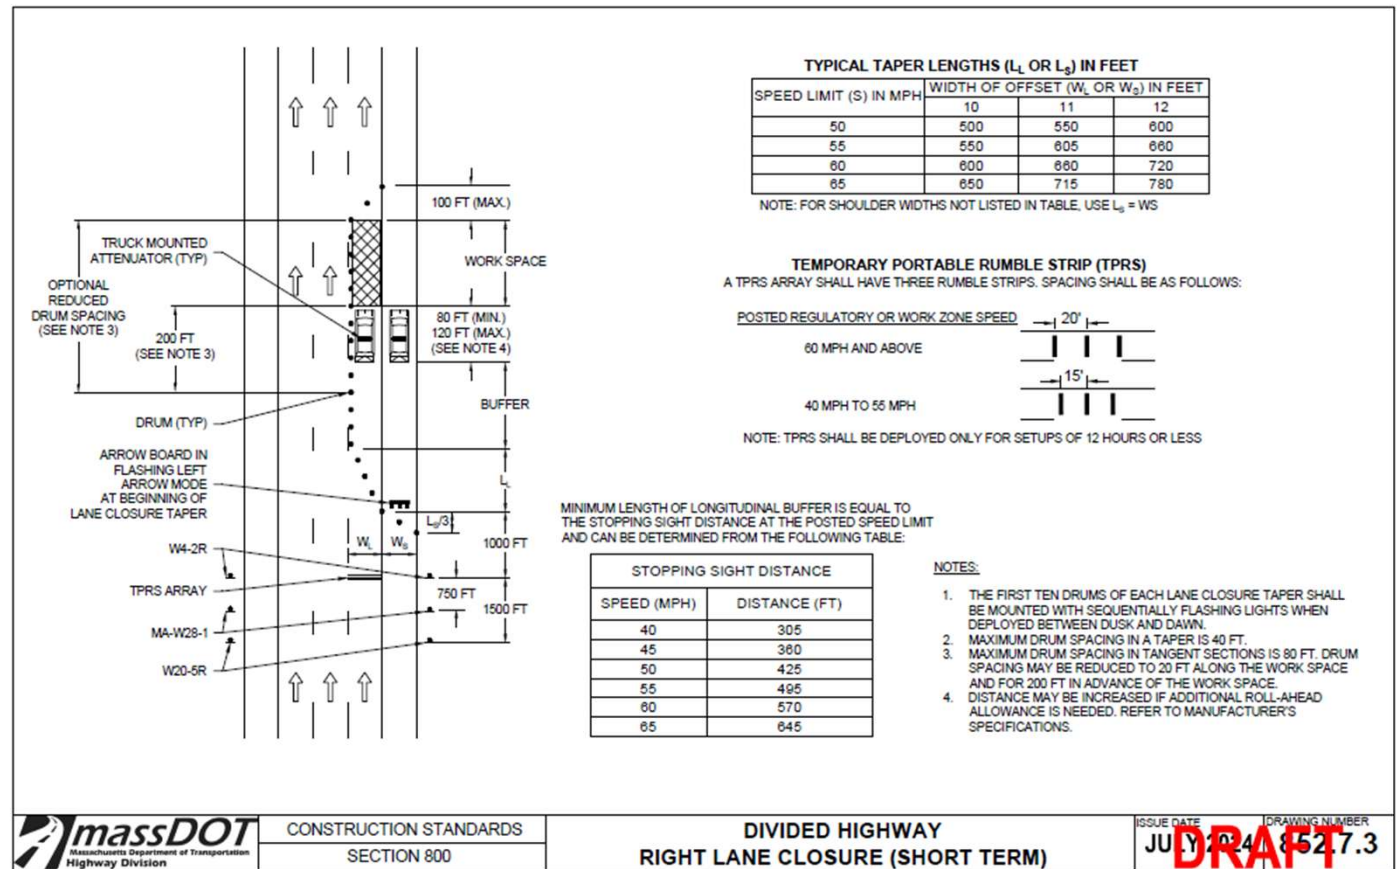 TYPICAL TAPER LENGTHS (LL OR LS) IN FEET
SPEED LIMIT (S) IN MPH
WIDTH OF OFFSET (WL OR WS) IN FEET
10 11 12
50 500 550 600
55 550 605 660
60 600 660 720
65 650 715 780
NOTE: FOR SHOULDER WIDTHS NOT LISTED IN TABLE, USE LS = WS
TEMPORARY PORTABLE RUMBLE STRIP (TPRS)
A TPRS ARRAY SHALL HAVE THREE RUMBLE STRIPS. SPACING SHALL BE AS FOLLOWS:
POSTED REGULATORY OR WORK ZONE SPEED
20'
60 MPH AND ABOVE
15'
40 MPH TO 55 MPH
NOTE: TPRS SHALL BE DEPLOYED ONLY FOR SETUPS OF 12 HOURS OR LESS
100 FT (MAX.)
TRUCK MOUNTED
ATTENUATOR (TYP)
WORK SPACE
OPTIONAL
REDUCED
DRUM SPACING
(SEE NOTE 3)
200 FT
(SEE NOTE 3)
80 FT (MIN.)
120 FT (MAX.)
(SEE NOTE 4)
BUFFER
DRUM (TYP)
ARROW BOARD IN
FLASHING LEFT
ARROW MODE
AT BEGINNING OF
LANE CLOSURE TAPER
LL
LS/3
WL
WS
1000 FT
W4-2R
TPRS ARRAY
750 FT
1500 FT
MA-W28-1
W20-5R
MINIMUM LENGTH OF LONGITUDINAL BUFFER IS EQUAL TO
THE STOPPING SIGHT DISTANCE AT THE POSTED SPEED LIMIT
AND CAN BE DETERMINED FROM THE FOLLOWING TABLE:
STOPPING SIGHT DISTANCE
SPEED (MPH) DISTANCE (FT)
40 305
45 360
50 425
55 495
60 570
65 645
NOTES:
1. THE FIRST TEN DRUMS OF EACH LANE CLOSURE TAPER SHALL
BE MOUNTED WITH SEQUENTIALLY FLASHING LIGHTS WHEN
DEPLOYED BETWEEN DUSK AND DAWN.
2. MAXIMUM DRUM SPACING IN A TAPER IS 40 FT.
3. MAXIMUM DRUM SPACING IN TANGENT SECTIONS IS 80 FT. DRUM
SPACING MAY BE REDUCED TO 20 FT ALONG THE WORK SPACE
AND FOR 200 FT IN ADVANCE OF THE WORK SPACE.
4. DISTANCE MAY BE INCREASED IF ADDITIONAL ROLL-AHEAD
ALLOWANCE IS NEEDED. REFER TO MANUFACTURER'S
SPECIFICATIONS.
massDOT
Massachusetts Department of Transportation
Highway Division
CONSTRUCTION STANDARDS
SECTION 800
DIVIDED HIGHWAY
RIGHT LANE CLOSURE (SHORT TERM)
ISSUE DATE
JULY 2024
DRAWING NUMBER
852.7.3
DRAFT